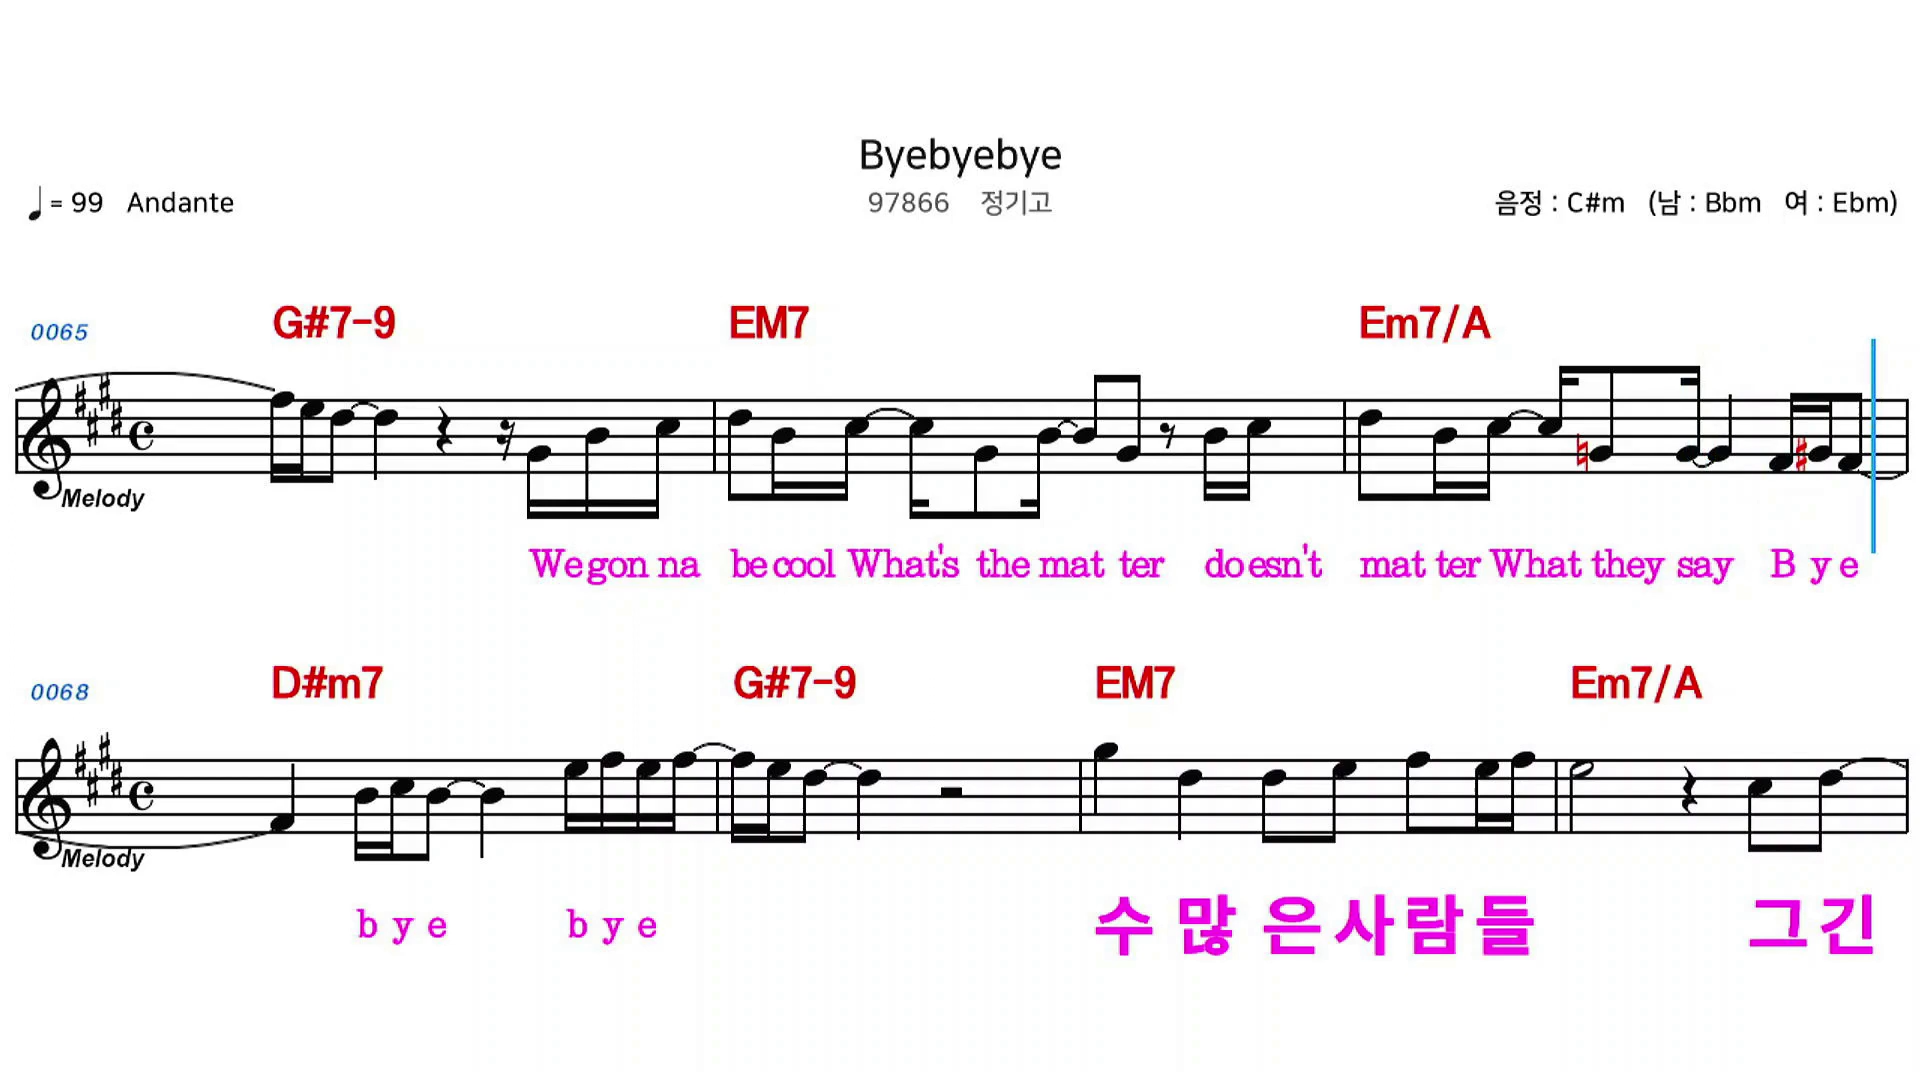 Byebyebye
= 99 Andante
97866 정기고
음정 : C#m (남 : Bbm 여 : Ebm)
0065 G#7-9 EM7 Em7/A
Melody
We gon na be cool What's the mat ter do esn't mat ter What they say B y e
0068 D#m7 G#7-9 EM7 Em7/A
Melody
b y e b y e 수 많 은 사 람 들 그 긴